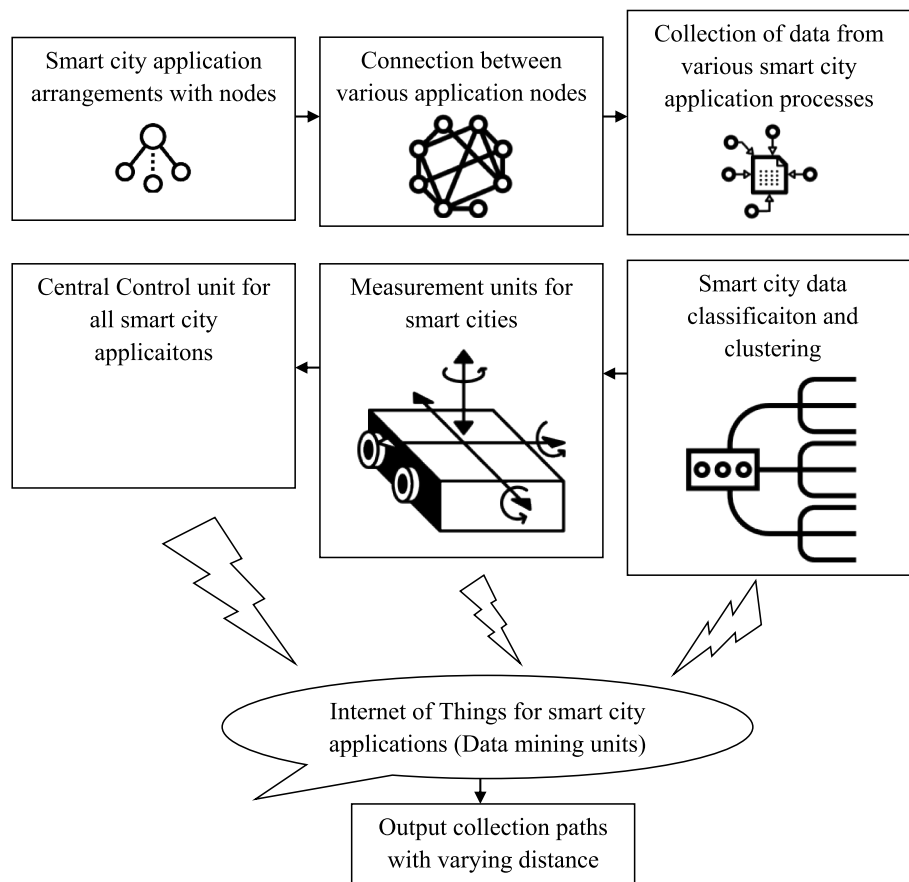 Smart city application
arrangements with nodes
Connection between
various application nodes
Collection of data from
various smart city
application processes
Central Control unit for
all smart city
applicaitons
Measurement units for
smart cities
Smart city data
classificaiton and
clustering
Internet of Things for smart city
applications (Data mining units)
Output collection paths
with varying distance